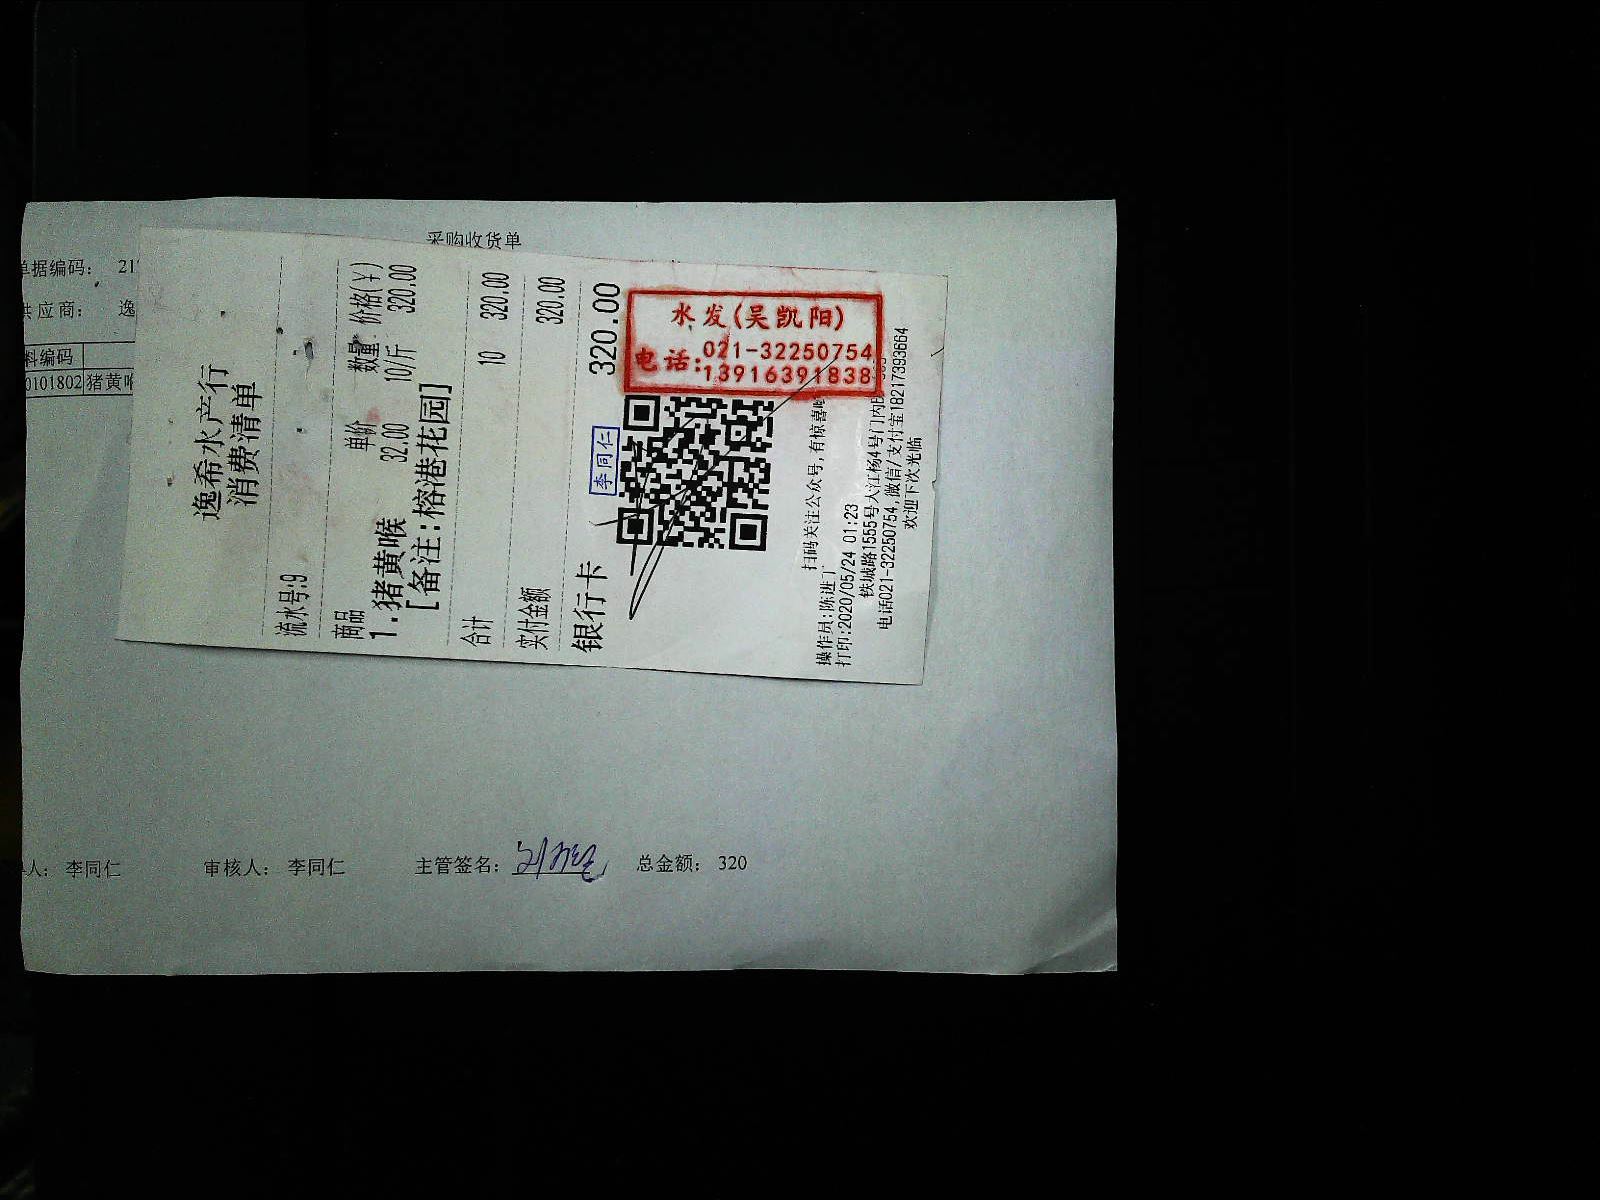 采购收货单
单据编码： 21
供应商： 逸
料编码
0101802 猪黄喉
逸希水产行
消费清单
流水号:9
商品 单价 数量 价格(￥)
1.猪黄喉 32.00 10/斤 320.00
[备注:榕港花园]
合计 10 320.00
实付金额 320.00
银行卡 320.00
李同仁
水发(吴凯阳)
电话:021-32250754
13916391838
扫码关注公众号,有惊喜
操作员:陈进
打印:2020/05/24 01:23
铁城路1555号大江杨4号门内
电话021-32250754,微信/支付宝18217393664
欢迎下次光临
人： 李同仁 审核人： 李同仁 主管签名： 总金额： 320